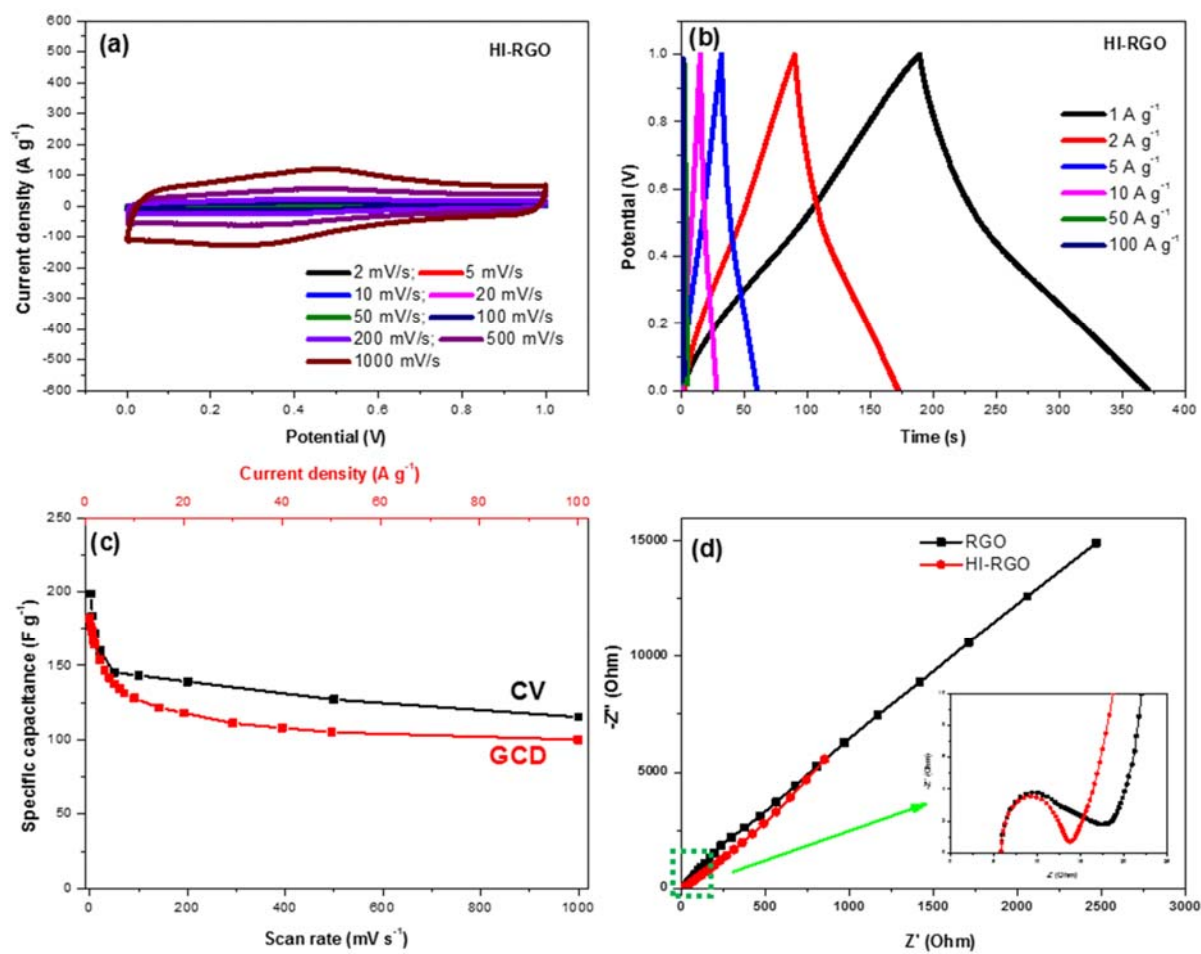 (a)
HI-RGO
600
500
400
300
200
100
0
-100
-200
-300
-400
-500
-600
Current density (A g⁻¹)
2 mV/s; 5 mV/s
10 mV/s; 20 mV/s
50 mV/s; 100 mV/s
200 mV/s; 500 mV/s
1000 mV/s
0.0 0.2 0.4 0.6 0.8 1.0
Potential (V)
(b)
HI-RGO
1.0
0.8
0.6
0.4
0.2
0.0
Potential (V)
1 A g⁻¹
2 A g⁻¹
5 A g⁻¹
10 A g⁻¹
50 A g⁻¹
100 A g⁻¹
0 50 100 150 200 250 300 350 400
Time (s)
Current density (A g⁻¹)
0 20 40 60 80 100
(c)
250
200
150
100
50
0
Specific capacitance (F g⁻¹)
CV
GCD
0 200 400 600 800 1000
Scan rate (mV s⁻¹)
(d)
RGO
HI-RGO
15000
10000
5000
0
-Z'' (Ohm)
0 500 1000 1500 2000 2500 3000
Z' (Ohm)